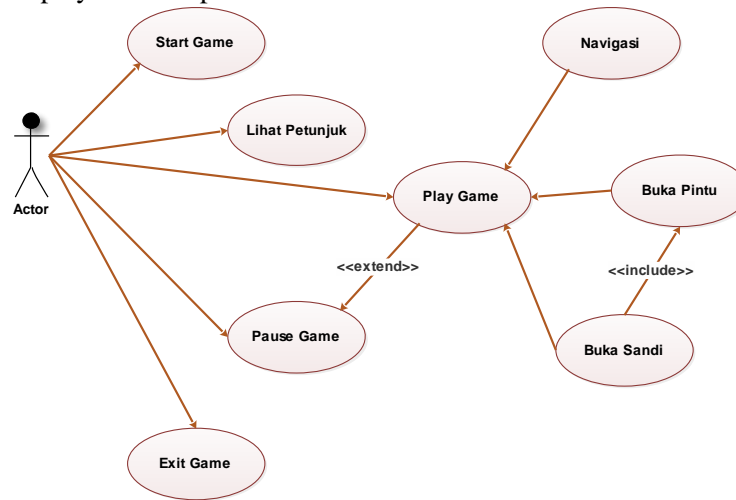 Start Game
Navigasi
Lihat Petunjuk
Actor
Play Game
Buka Pintu
<<extend>>
<<include>>
Pause Game
Buka Sandi
Exit Game